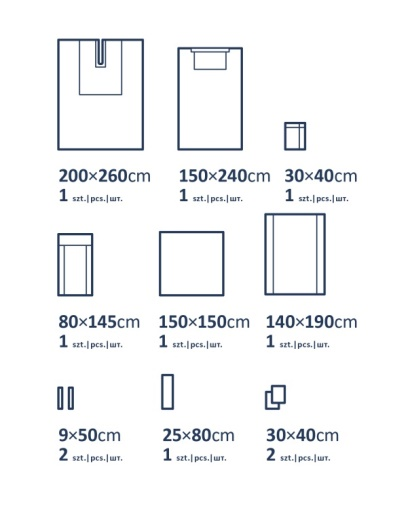 200×260cm 150×240cm 30×40cm
1 szt.|pcs.|шт. 1 szt.|pcs.|шт. 1 szt.|pcs.|шт.
80×145cm 150×150cm 140×190cm
1 szt.|pcs.|шт. 1 szt.|pcs.|шт. 1 szt.|pcs.|шт.
9×50cm 25×80cm 30×40cm
2 szt.|pcs.|шт. 1 szt.|pcs.|шт. 2 szt.|pcs.|шт.